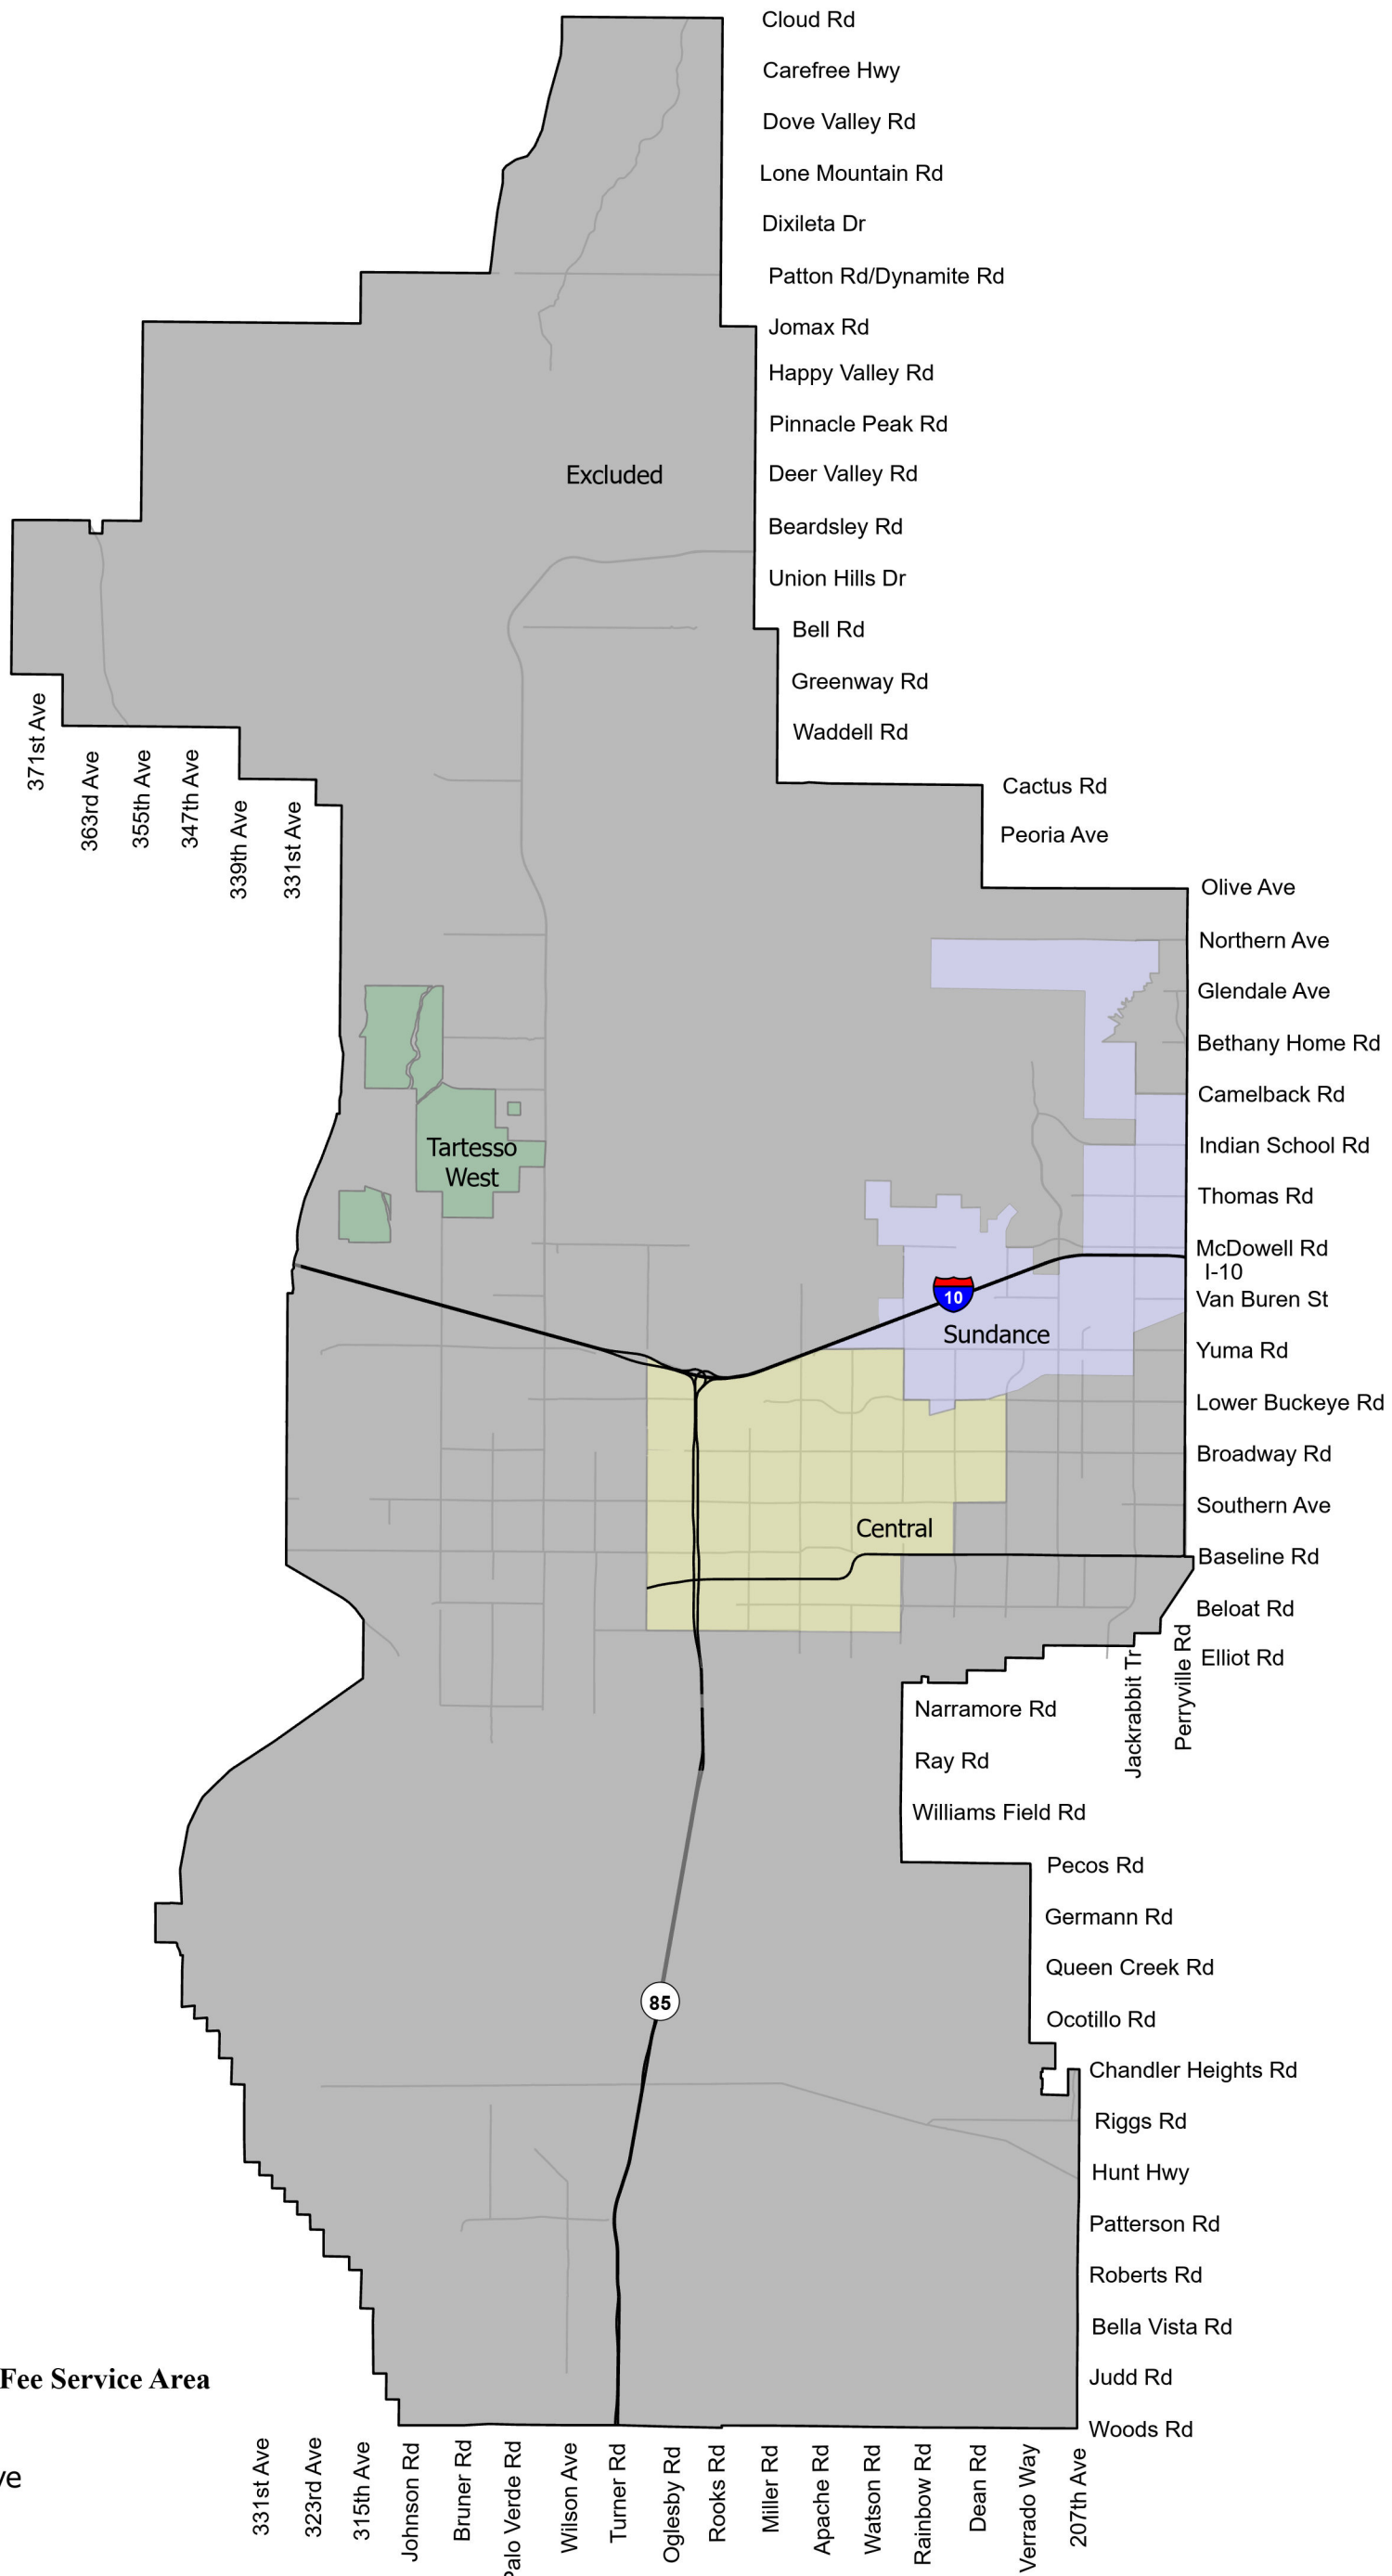 Cloud Rd
Carefree Hwy
Dove Valley Rd
Lone Mountain Rd
Dixileta Dr
Patton Rd/Dynamite Rd
Jomax Rd
Happy Valley Rd
Pinnacle Peak Rd
Excluded
Deer Valley Rd
Beardsley Rd
Union Hills Dr
Bell Rd
Greenway Rd
Waddell Rd
371st Ave
363rd Ave
355th Ave
347th Ave
339th Ave
331st Ave
Cactus Rd
Peoria Ave
Olive Ave
Northern Ave
Glendale Ave
Bethany Home Rd
Camelback Rd
Tartesso
West
Indian School Rd
Thomas Rd
McDowell Rd
I-10
10
Van Buren St
Sundance
Yuma Rd
Lower Buckeye Rd
Broadway Rd
Southern Ave
Central
Baseline Rd
Beloat Rd
Elliot Rd
Jackrabbit Tr
Perryville Rd
Narramore Rd
Ray Rd
Williams Field Rd
Pecos Rd
Germann Rd
Queen Creek Rd
85
Ocotillo Rd
Chandler Heights Rd
Riggs Rd
Hunt Hwy
Patterson Rd
Roberts Rd
Bella Vista Rd
Judd Rd
Fee Service Area
Woods Rd
331st Ave
323rd Ave
315th Ave
Johnson Rd
Bruner Rd
Palo Verde Rd
Wilson Ave
Turner Rd
Oglesby Rd
Rooks Rd
Miller Rd
Apache Rd
Watson Rd
Rainbow Rd
Dean Rd
Verrado Way
207th Ave